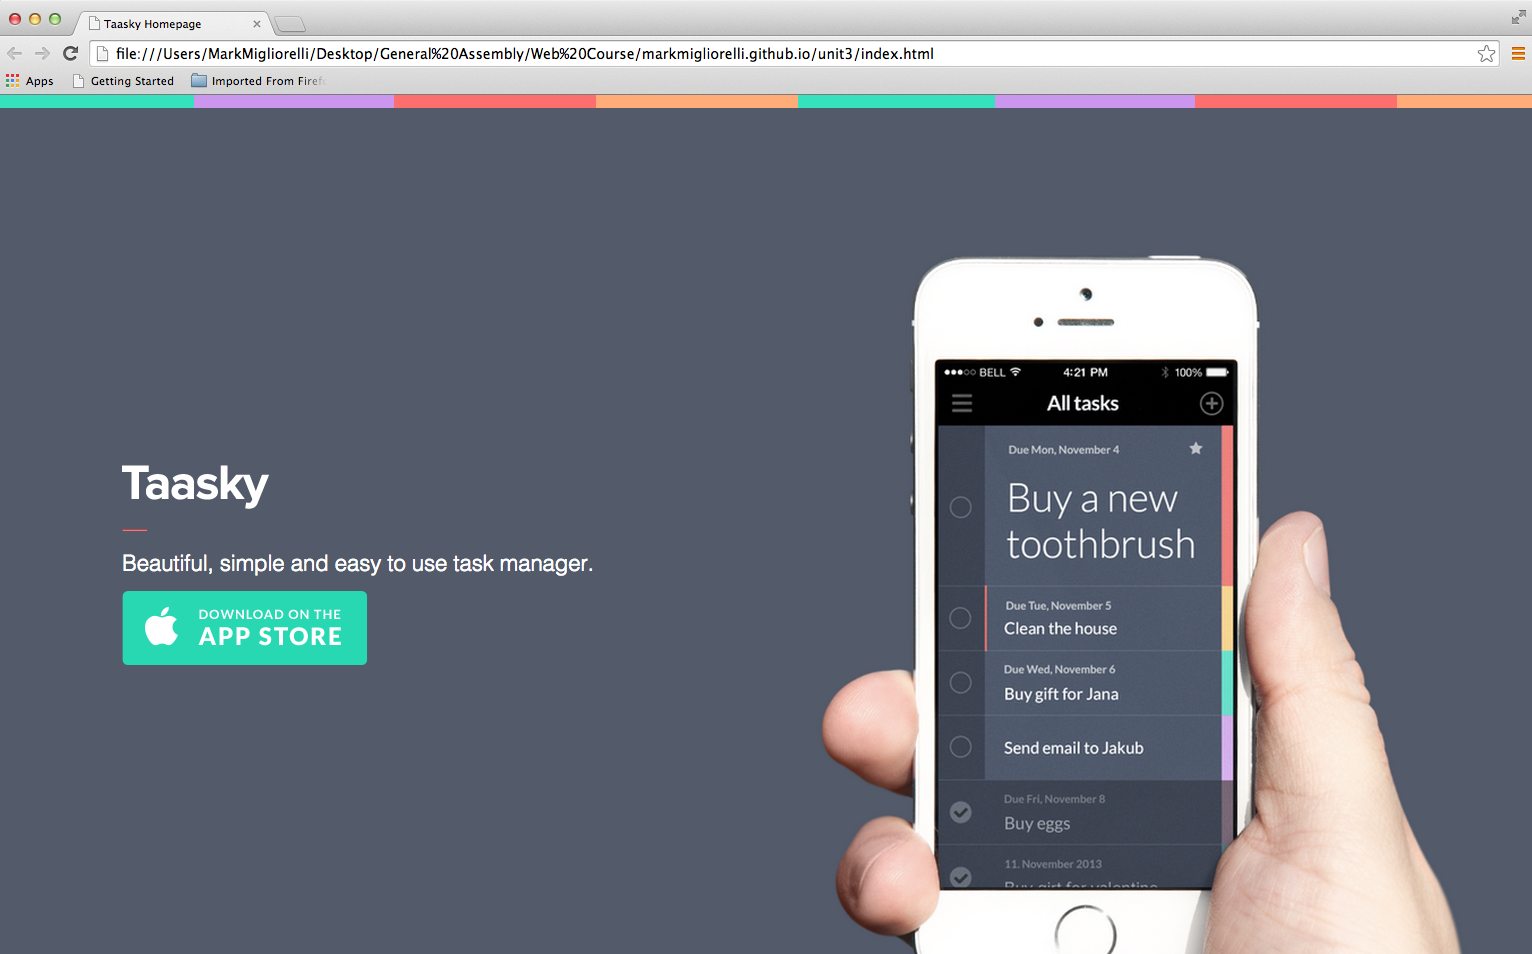 Taasky Homepage
file:///Users/MarkMigliorelli/Desktop/General%20Assembly/Web%20Course/markmigliorelli.github.io/unit3/index.html
Apps
Getting Started
Imported From Firef
Taasky
Beautiful, simple and easy to use task manager.
DOWNLOAD ON THE
APP STORE
BELL 4:21 PM 100%
All tasks
Due Mon, November 4
Buy a new
toothbrush
Due Tue, November 5
Clean the house
Due Wed, November 6
Buy gift for Jana
Send email to Jakub
Due Fri, November 8
Buy eggs
11. November 2013
Buy girt for valentine